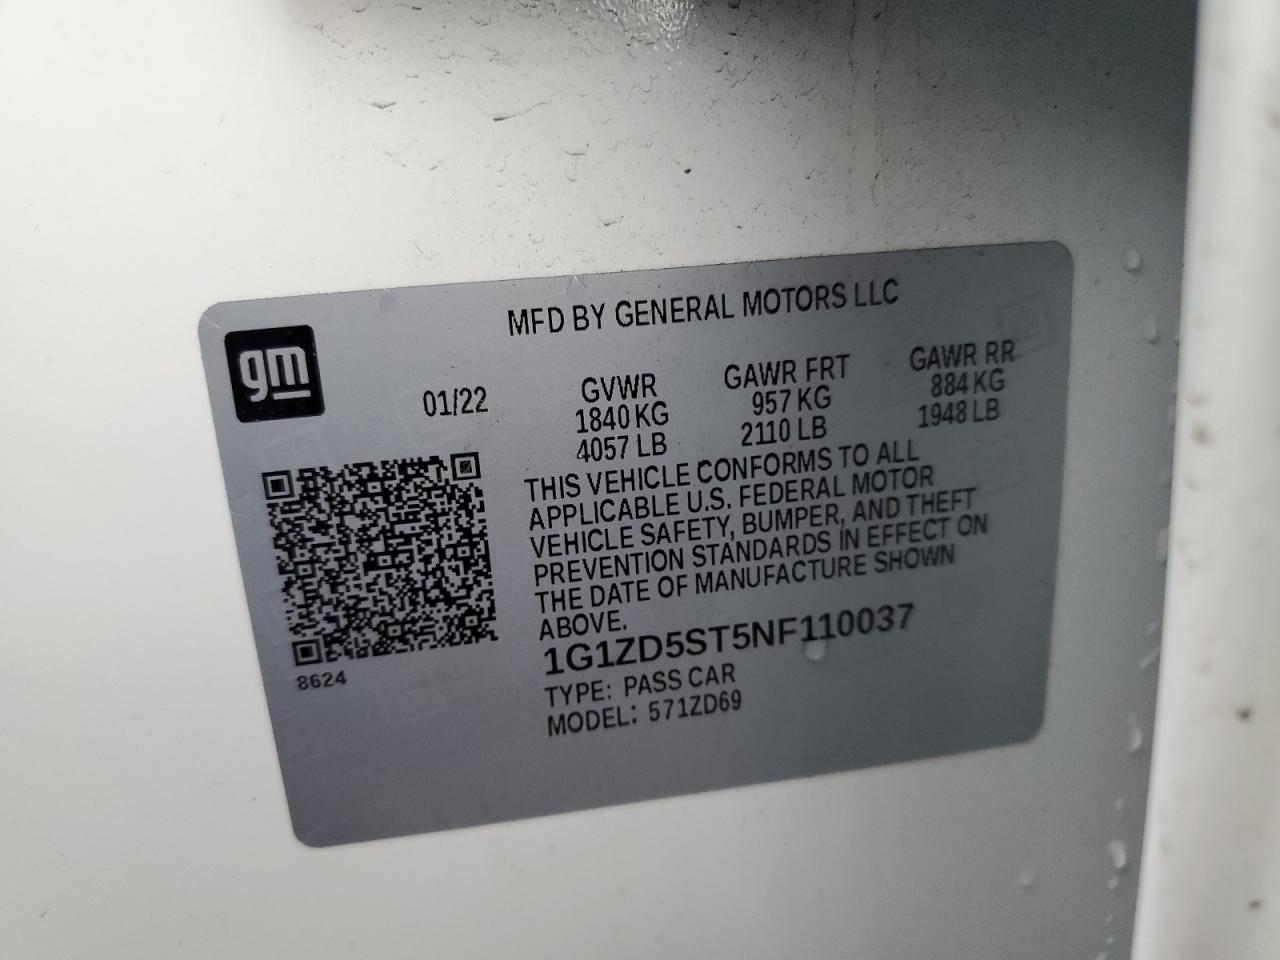 MFD BY GENERAL MOTORS LLC
gm
01/22
GVWR
1840 KG
4057 LB
GAWR FRT
957 KG
2110 LB
GAWR RR
884 KG
1948 LB
THIS VEHICLE CONFORMS TO ALL
APPLICABLE U.S. FEDERAL MOTOR
VEHICLE SAFETY, BUMPER, AND THEFT
PREVENTION STANDARDS IN EFFECT ON
THE DATE OF MANUFACTURE SHOWN
ABOVE.
1G1ZD5ST5NF110037
TYPE: PASS CAR
MODEL: 571ZD69
8624